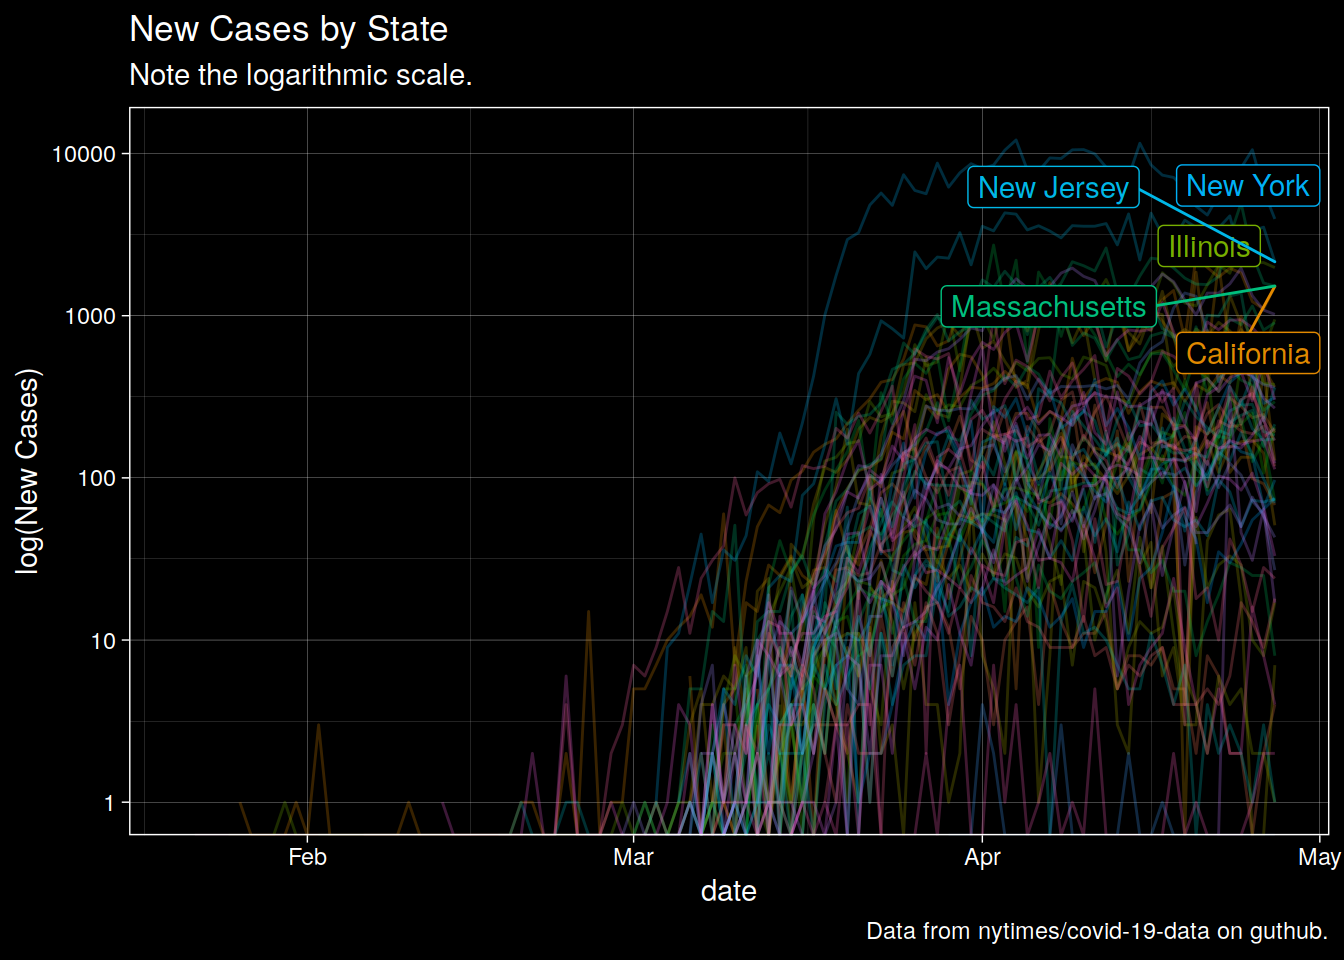 New Cases by State
Note the logarithmic scale.
10000
1000
100
10
1
log(New Cases)
New Jersey
New York
Illinois
Massachusetts
California
Feb
Mar
Apr
May
date
Data from nytimes/covid-19-data on guthub.